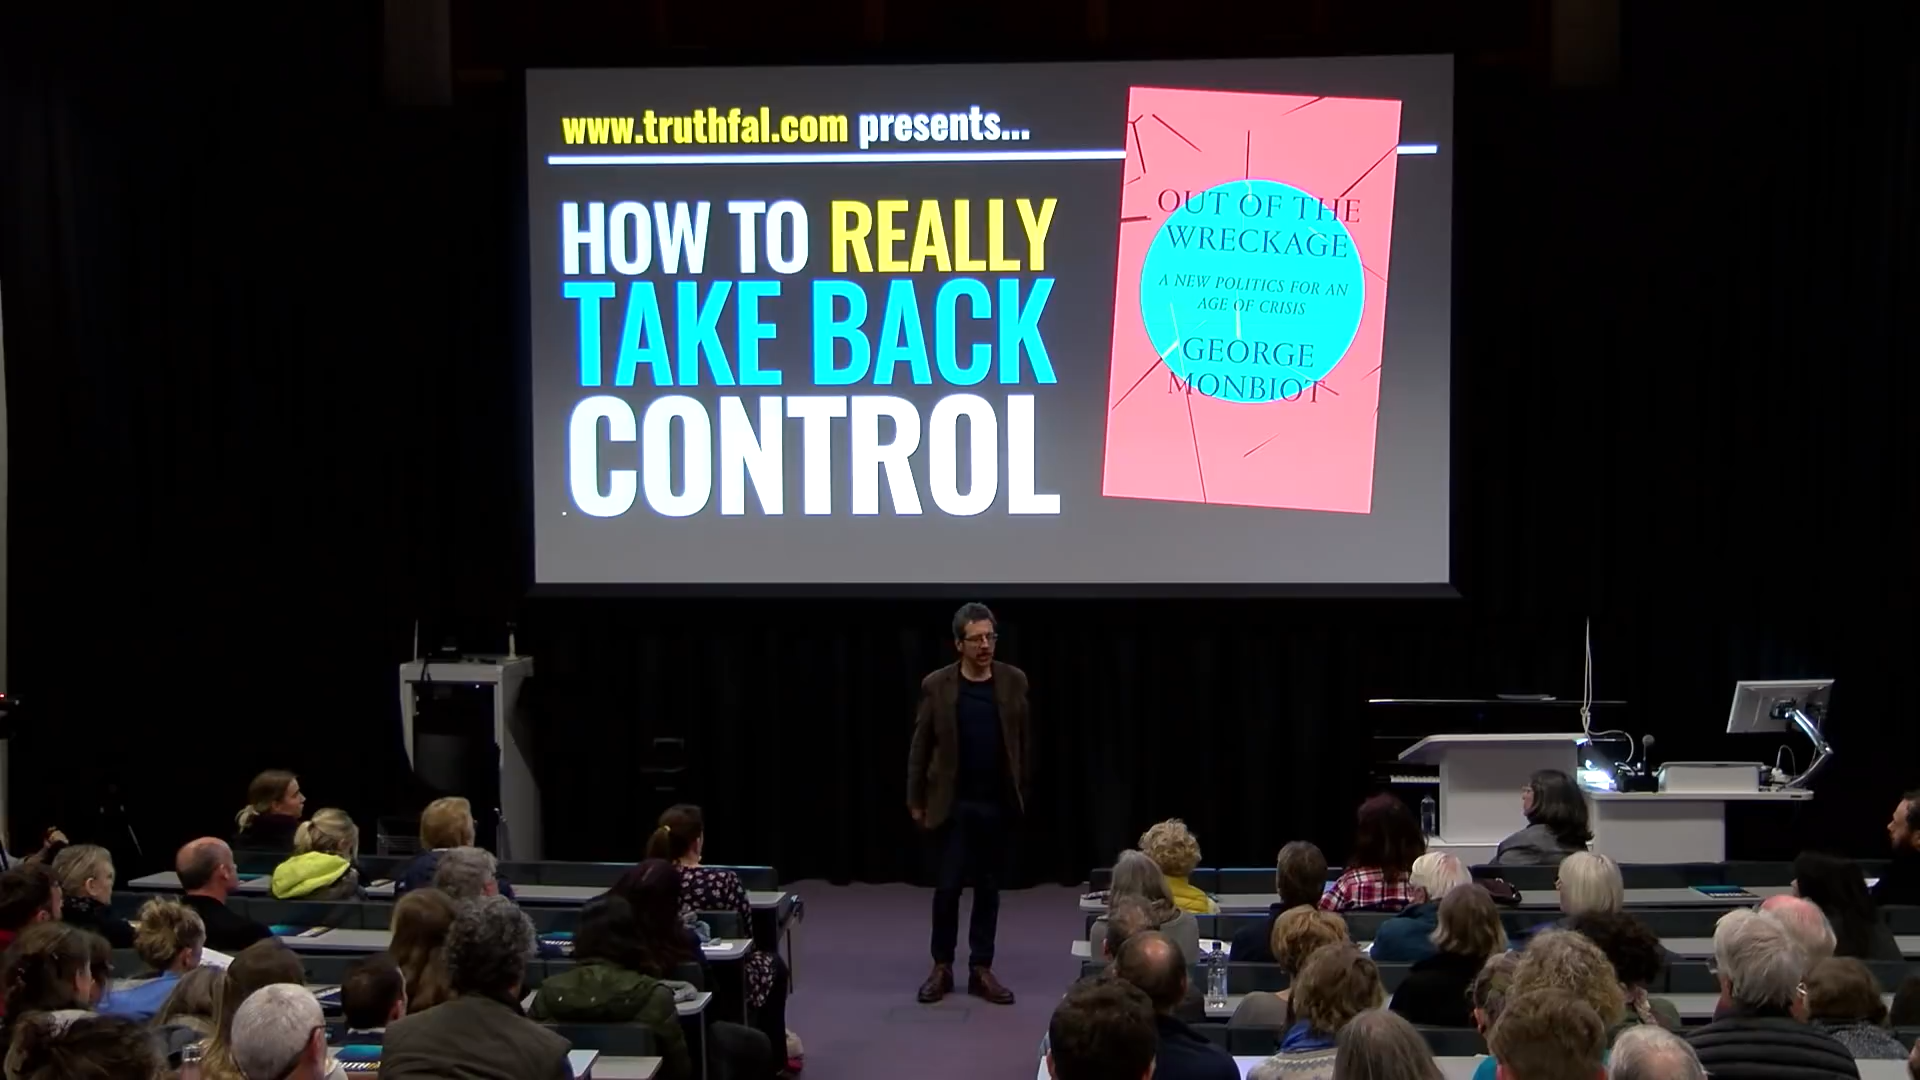 www.truthfal.com presents...
HOW TO REALLY
TAKE BACK
CONTROL
OUT OF THE
WRECKAGE
A NEW POLITICS FOR AN
AGE OF CRISIS
GEORGE
MONBIOT